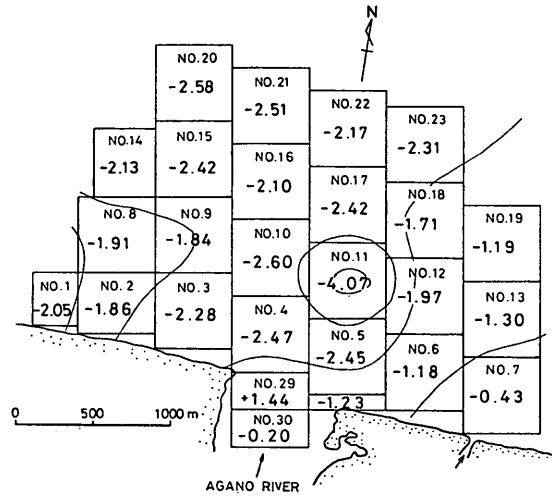 N
NO.20
-2.58
NO.21
-2.51
NO.22
-2.17
NO.23
-2.31
NO.14
-2.13
NO.15
-2.42
NO.16
-2.10
NO.17
-2.42
NO.18
-1.71
NO.19
-1.19
NO.8
-1.91
NO.9
-1.84
NO.10
-2.60
NO.11
-4.07
NO.12
-1.97
NO.13
-1.30
NO.1
-2.05
NO.2
-1.86
NO.3
-2.28
NO.4
-2.47
NO.5
-2.45
NO.6
-1.18
NO.7
-0.43
NO.29
+1.44
-1.23
NO.30
-0.20
0 500 1000 m
AGANO RIVER